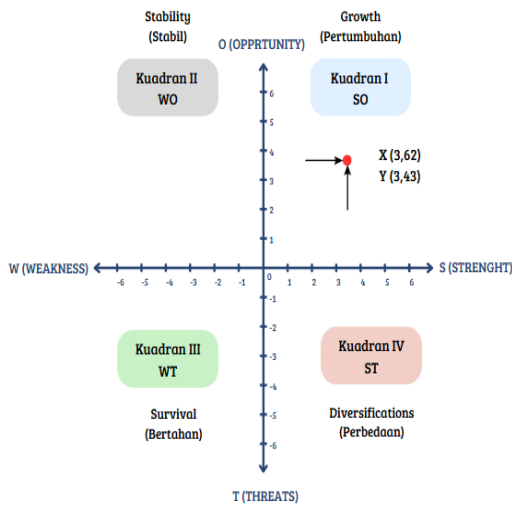 Stability
(Stabil)
Growth
(Pertumbuhan)
O (OPPRTUNITY)
Kuadran II
WO
Kuadran I
SO
6
5
4
3
2
1
X (3,62)
Y (3,43)
W (WEAKNESS)
S (STRENGHT)
-6
-5
-4
-3
-2
-1
0
1
2
3
4
5
6
-1
-2
-3
-4
-5
-6
Kuadran III
WT
Kuadran IV
ST
Survival
(Bertahan)
Diversifications
(Perbedaan)
T (THREATS)